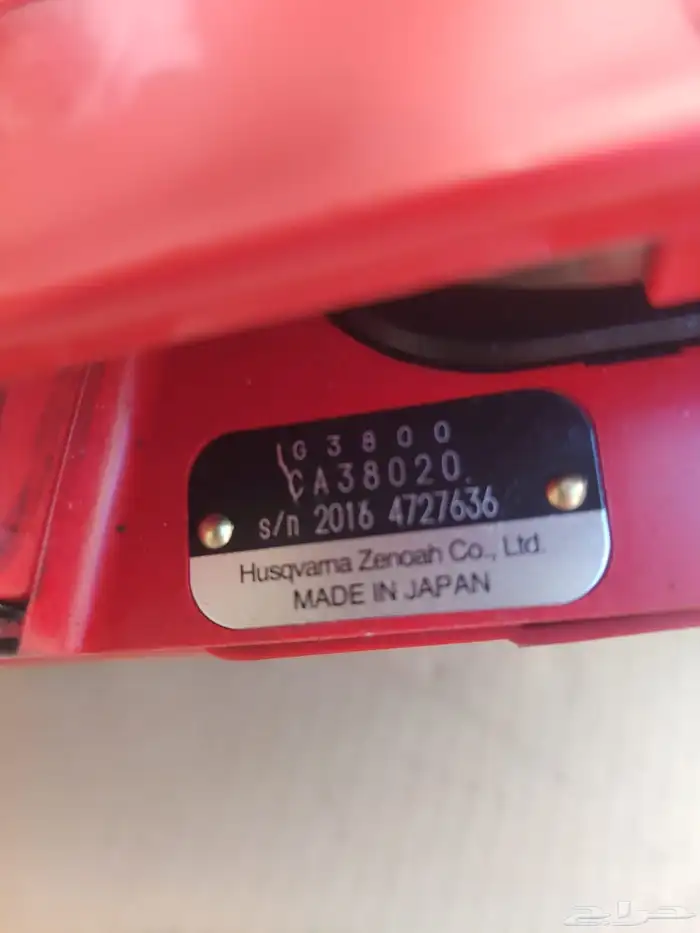 G3800
CA38020
s/n 2016 4727636
Husqvarna Zenoah Co., Ltd.
MADE IN JAPAN
حراج